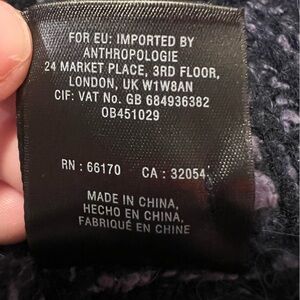 FOR EU: IMPORTED BY
ANTHROPOLOGIE
24 MARKET PLACE, 3RD FLOOR,
LONDON, UK W1W8AN
CIF: VAT No. GB 684936382
OB451029
RN : 66170 CA : 32054
MADE IN CHINA,
HECHO EN CHINA,
FABRIQUÉ EN CHINE